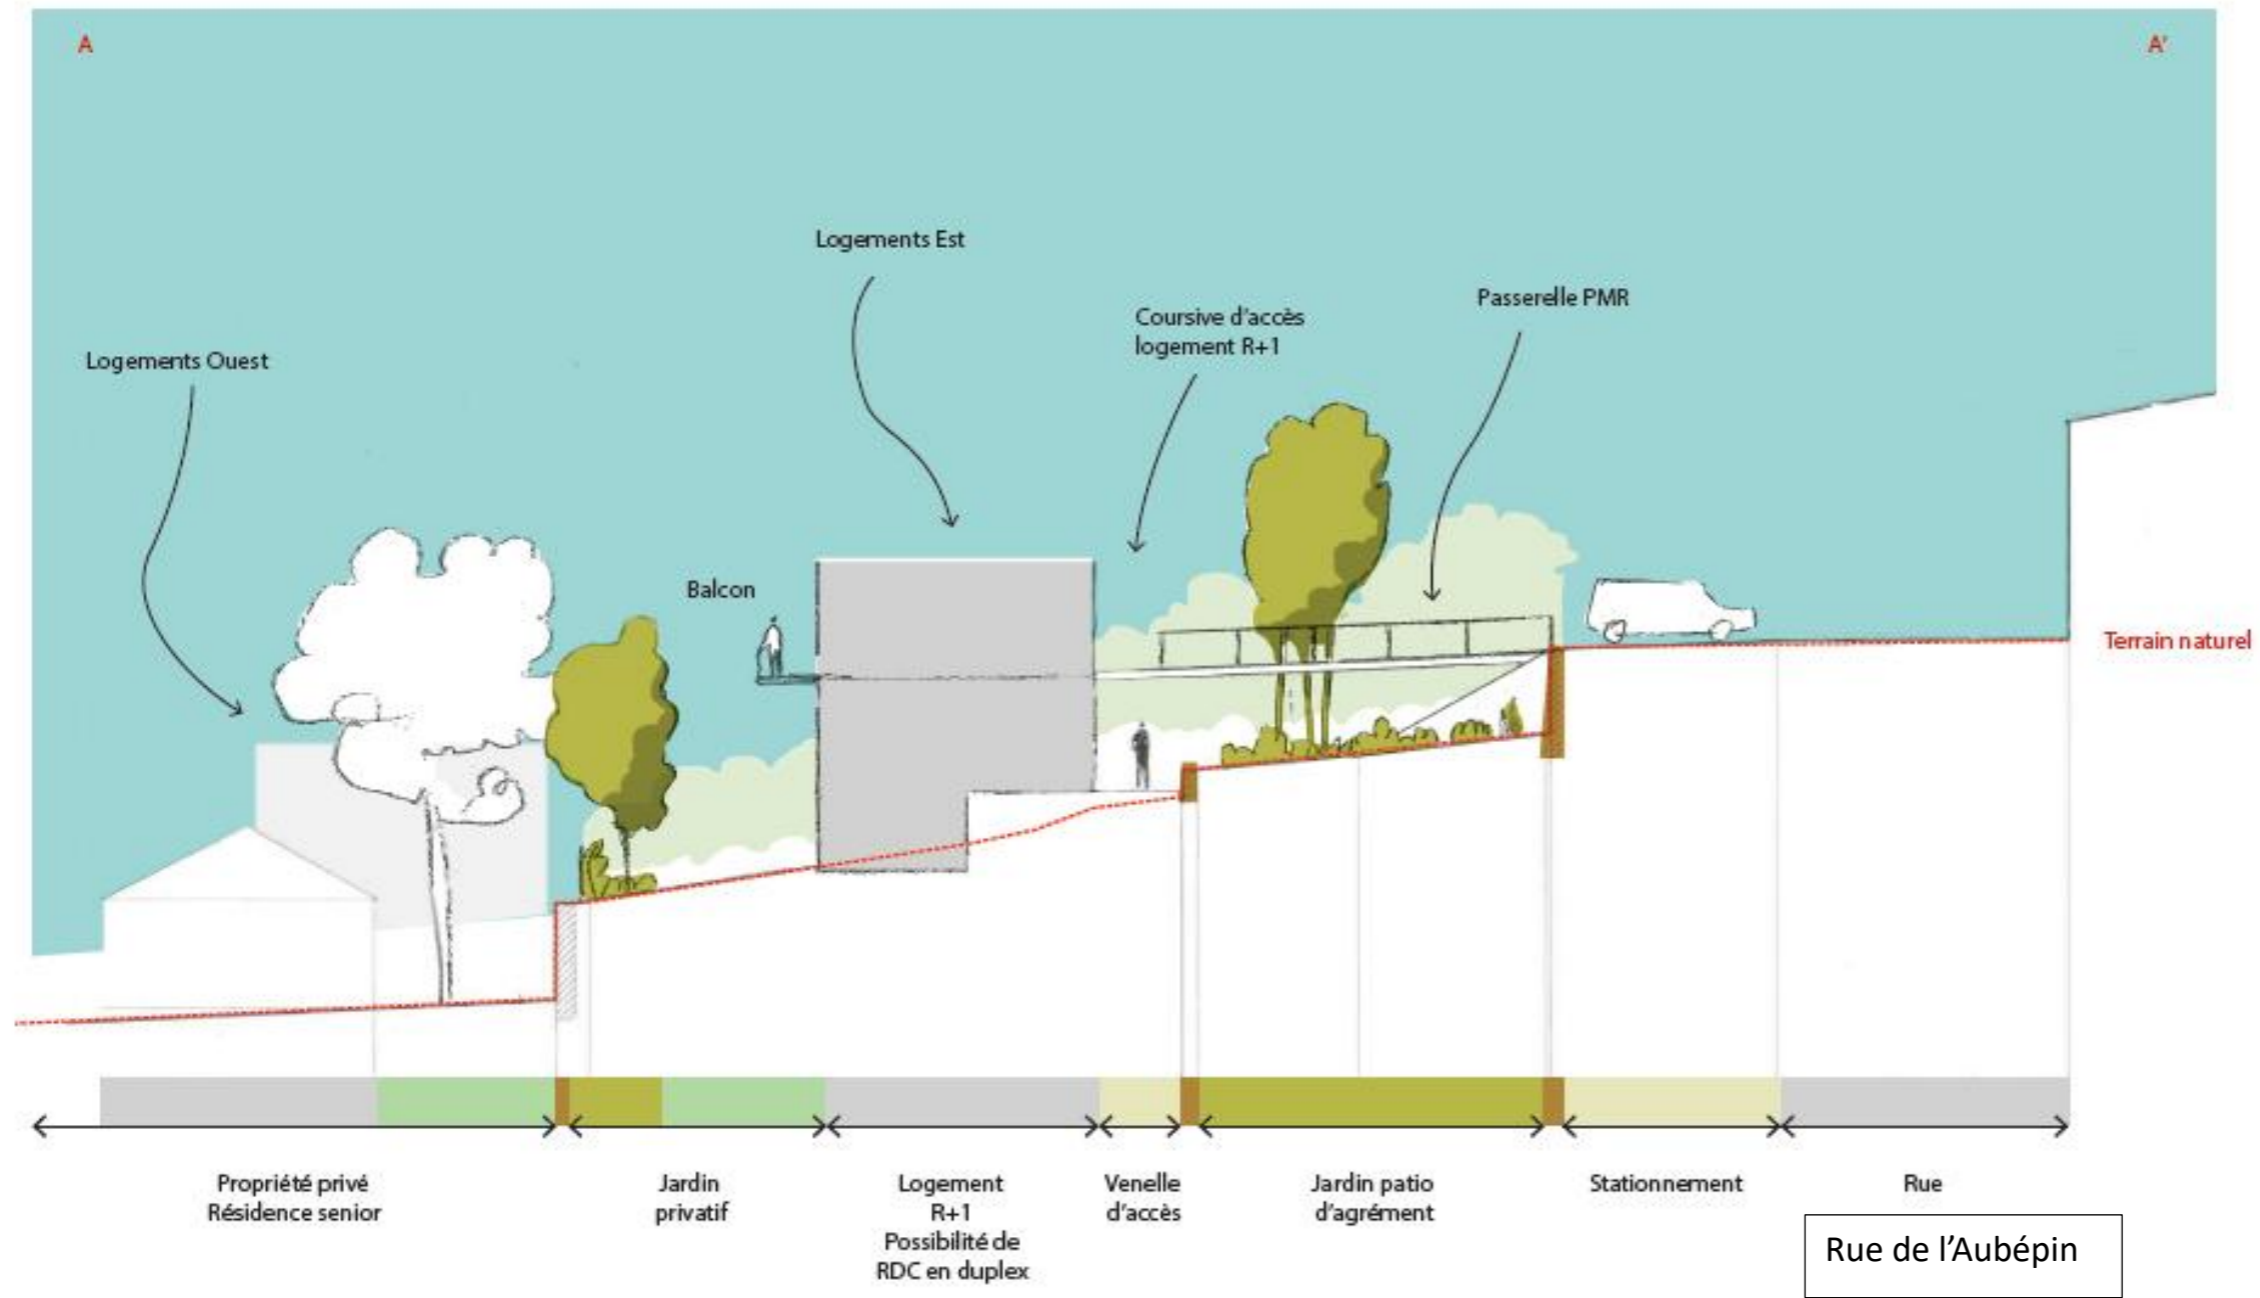 A
A'
Logements Est
Passerelle PMR
Coursive d'accès
logement R+1
Logements Ouest
Balcon
Terrain naturel
Propriété privé
Résidence senior
Jardin
privatif
Logement
R+1
Possibilité de
RDC en duplex
Venelle
d'accès
Jardin patio
d'agrément
Stationnement
Rue
Rue de l'Aubépin